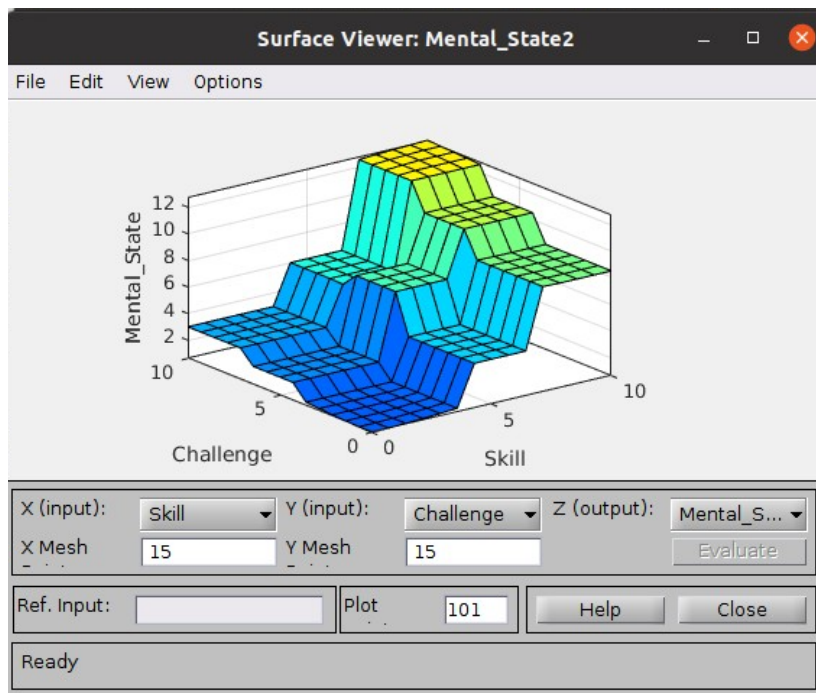 Surface Viewer: Mental_State2
File Edit View Options
Mental_State
12
10
8
6
4
2
10
5
0
0
5
10
Challenge
Skill
X (input): Skill Y (input): Challenge Z (output): Mental_S...
X Mesh 15 Y Mesh 15 Evaluate
Ref. Input: Plot 101 Help Close
Ready